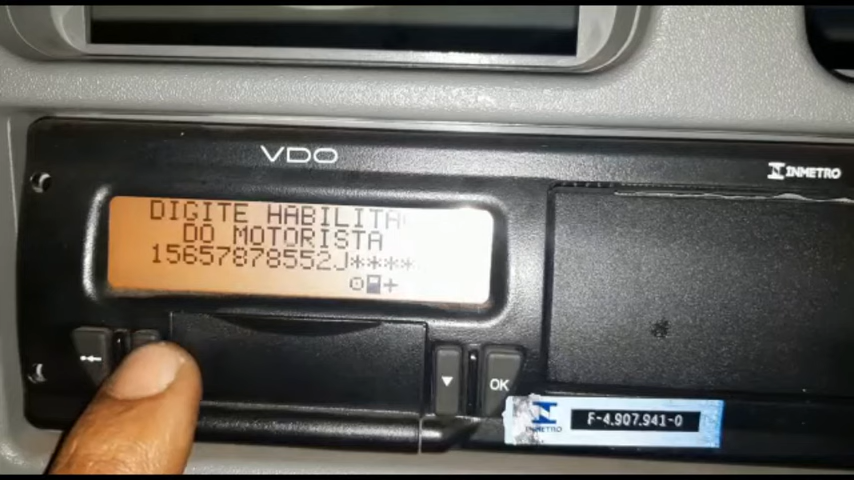 VDO
INMETRO
DIGITE HABILITA
DO MOTORISTA
15657878552J****
OK
INMETRO
F-4.907.941-0